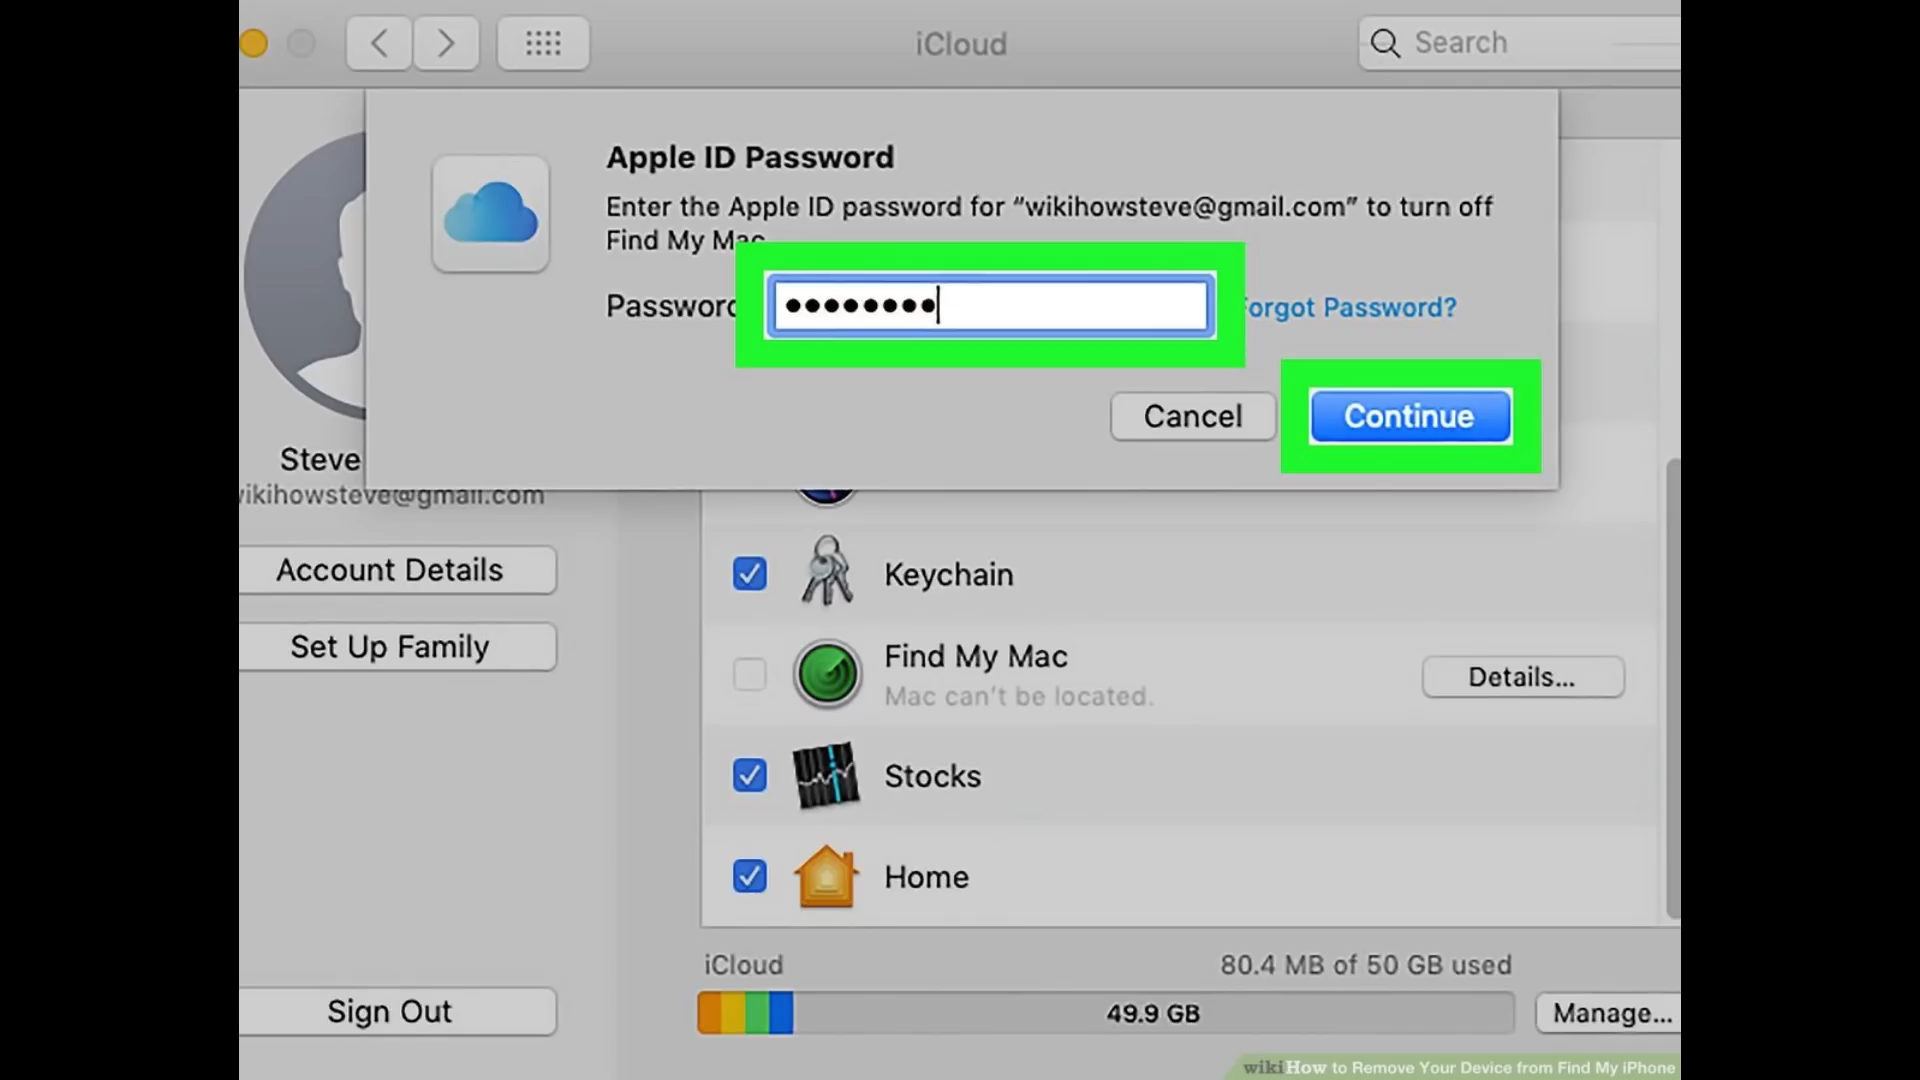 iCloud
Search
Apple ID Password
Enter the Apple ID password for “wikihowsteve@gmail.com” to turn off
Find My Mac
Password
Forgot Password?
Cancel
Continue
Steve
wikihowsteve@gmail.com
Account Details
Set Up Family
Sign Out
Keychain
Find My Mac
Mac can't be located.
Details...
Stocks
Home
iCloud
80.4 MB of 50 GB used
49.9 GB
Manage...
wikiHow to Remove Your Device from Find My iPhone